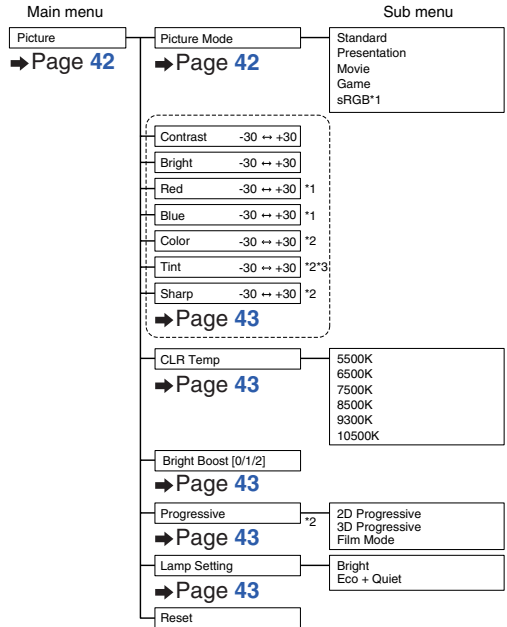 Main menu
Sub menu
Picture
➡Page 42
Picture Mode
➡Page 42
Standard
Presentation
Movie
Game
sRGB*1
Contrast -30 ↔ +30
Bright -30 ↔ +30
Red -30 ↔ +30 *1
Blue -30 ↔ +30 *1
Color -30 ↔ +30 *2
Tint -30 ↔ +30 *2*3
Sharp -30 ↔ +30 *2
➡Page 43
CLR Temp
➡Page 43
5500K
6500K
7500K
8500K
9300K
10500K
Bright Boost [0/1/2]
➡Page 43
Progressive *2
➡Page 43
2D Progressive
3D Progressive
Film Mode
Lamp Setting
➡Page 43
Bright
Eco + Quiet
Reset